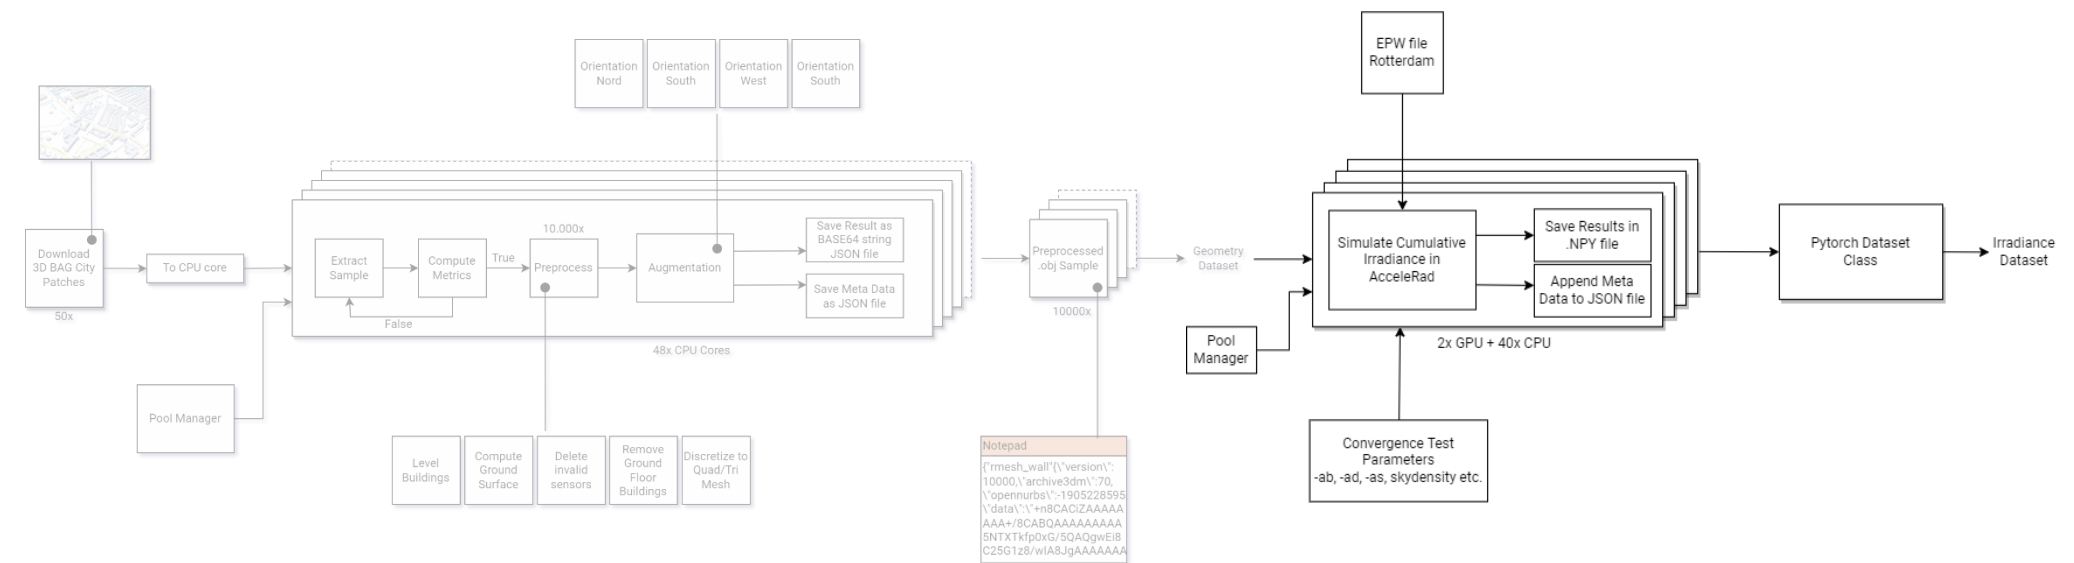 EPW file
Rotterdam
Orientation
Nord
Orientation
South
Orientation
West
Orientation
South
Download
3D BAG City
Patches
50x
To CPU core
Pool Manager
Extract
Sample
Compute
Metrics
True
False
10.000x
Preprocess
Augmentation
Save Result as
BASE64 string
JSON file
Save Meta Data
as JSON file
48x CPU Cores
Level
Buildings
Compute
Ground
Surface
Delete
invalid
sensors
Remove
Ground
Floor
Buildings
Discretize to
Quad/Tri
Mesh
Preprocessed
.obj Sample
10000x
Notepad
{"rmesh_wall"{\"version\":
10000,\"archive3dm\":70,
\"opennurbs\":-1905228595
\"data\":\"+n8CACiZAAAAA
AAA+/8CABQAAAAAAAAA
5NTXTkfp0xG/5QAQgwEi8
C25G1z8/wIA8JgAAAAAAA
Geometry
Dataset
Pool
Manager
Simulate Cumulative
Irradiance in
AcceleRad
Save Results in
.NPY file
Append Meta
Data to JSON file
2x GPU + 40x CPU
Convergence Test
Parameters
-ab, -ad, -as, skydensity etc.
Pytorch Dataset
Class
Irradiance
Dataset